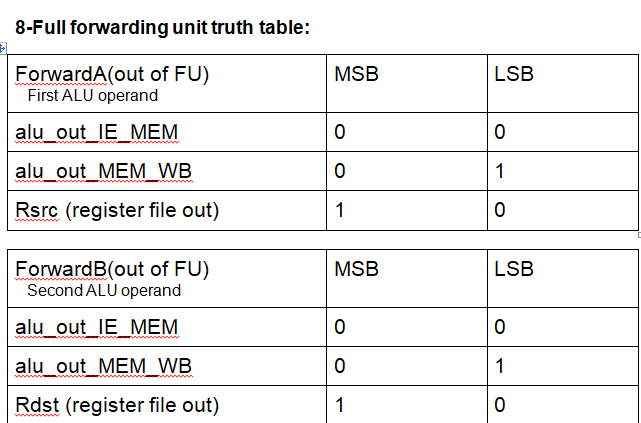 8-Full forwarding unit truth table:
ForwardA(out of FU) MSB LSB
First ALU operand
alu_out_IE_MEM 0 0
alu_out_MEM_WB 0 1
Rsrc (register file out) 1 0
ForwardB(out of FU) MSB LSB
Second ALU operand
alu_out_IE_MEM 0 0
alu_out_MEM_WB 0 1
Rdst (register file out) 1 0